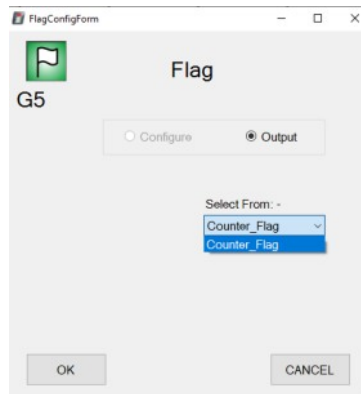 FlagConfigForm
Flag
G5
Configure
Output
Select From: -
Counter_Flag
Counter_Flag
OK
CANCEL